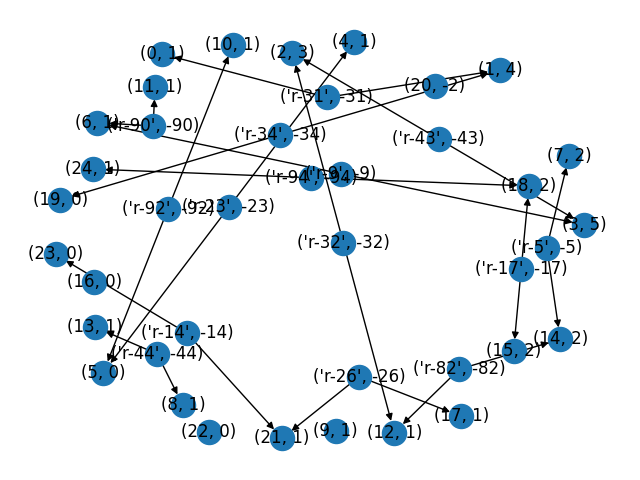 (10, 1)
(4, 1)
(0, 1)
(2, 3)
(1, 4)
(11, 1)
(20, -2)
('r-31', -31)
(6, 1)
('r-90', -90)
('r-34', -34)
('r-43', -43)
(7, 2)
(24, 1)
('r-94', -94)
('r-9', -9)
(18, 2)
(19, 0)
('r-92', -92)
('r-23', -23)
(3, 5)
('r-32', -32)
('r-5', -5)
(23, 0)
('r-17', -17)
(16, 0)
(13, 1)
('r-14', -14)
(14, 2)
('r-44', -44)
(15, 2)
(5, 0)
('r-26', -26)
('r-82', -82)
(8, 1)
(17, 1)
(22, 0)
(21, 1)
(9, 1)
(12, 1)